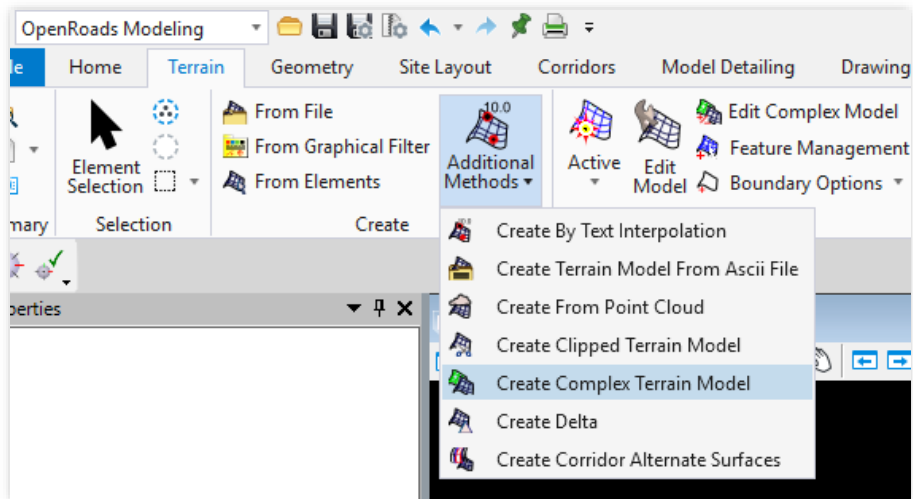 OpenRoads Modeling
le
Home
Terrain
Geometry
Site Layout
Corridors
Model Detailing
Drawing
Element
Selection
From File
From Graphical Filter
From Elements
10.0
Additional
Methods
Active
Edit
Model
Edit Complex Model
Feature Management
Boundary Options
mary
Selection
Create
Create By Text Interpolation
Create Terrain Model From Ascii File
Create From Point Cloud
Create Clipped Terrain Model
Create Complex Terrain Model
Create Delta
Create Corridor Alternate Surfaces
perties